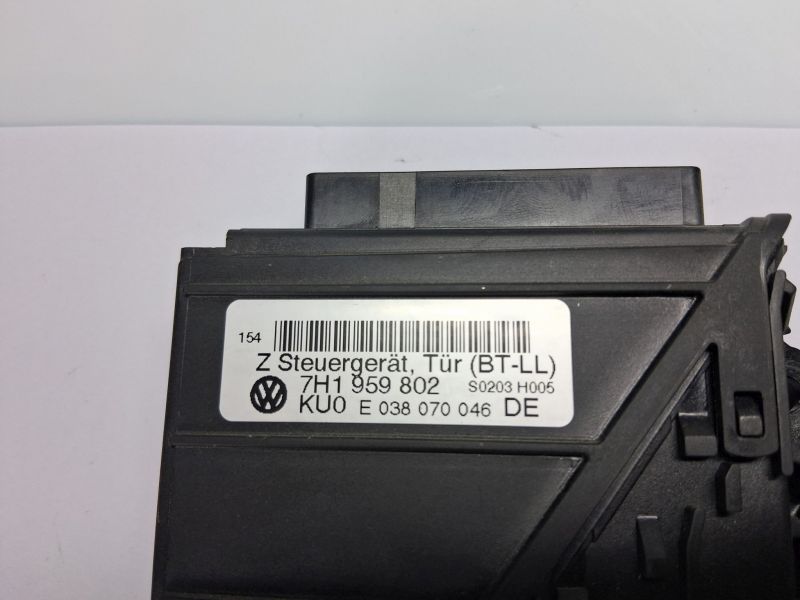 154
Z Steuergerät, Tür (BT-LL)
7H1 959 802 S0203 H005
KU0 E 038 070 046 DE